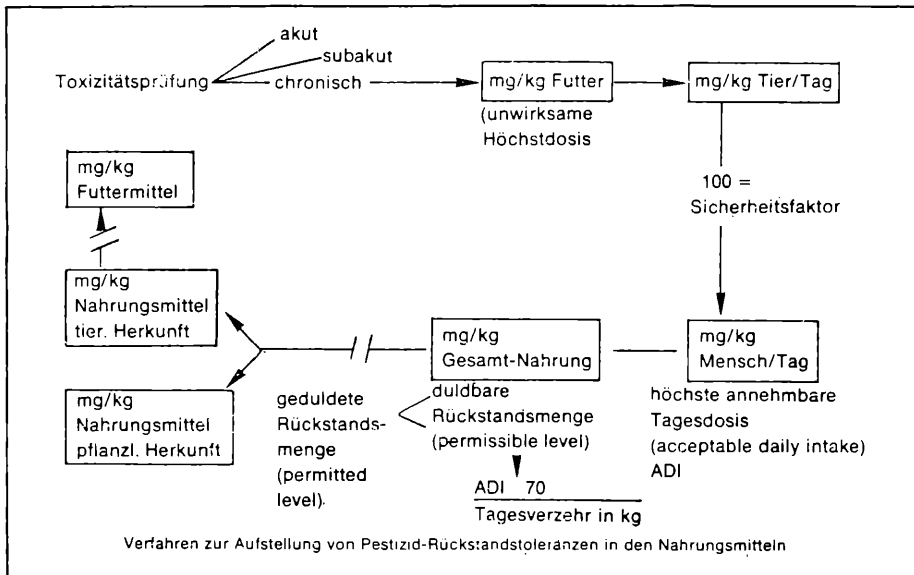 akut
subakut
Toxizitätsprüfung
chronisch
mg/kg Futter
mg/kg Tier/Tag
(unwirksame
Höchstdosis
100 =
Sicherheitsfaktor
mg/kg
Futtermittel
mg/kg
Nahrungsmittel
tier. Herkunft
mg/kg
Nahrungsmittel
pflanzl. Herkunft
mg/kg
Gesamt-Nahrung
mg/kg
Mensch/Tag
geduldete
Rückstands-
menge
(permitted
level).
duldbare
Rückstandsmenge
(permissible level)
ADI 70
Tagesverzehr in kg
höchste annehmbare
Tagesdosis
(acceptable daily intake)
ADI
Verfahren zur Aufstellung von Pestizid-Rückstandstoleranzen in den Nahrungsmitteln